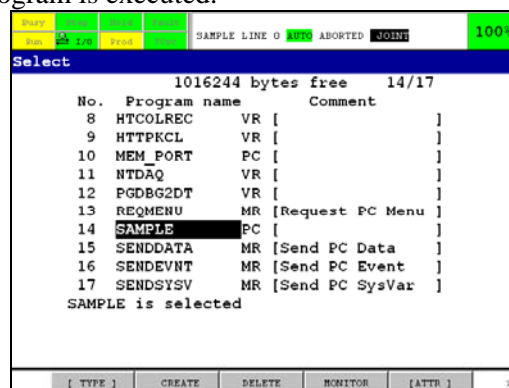 ogram is executed.
Busy Step Hold Fault
Run I/O Prod TCyc
SAMPLE LINE 0 AUTO ABORTED JOINT
100%
Select
1016244 bytes free 14/17
No. Program name Comment
8 HTCOLREC VR [ ]
9 HTTPKCL VR [ ]
10 MEM_PORT PC [ ]
11 NTDAQ VR [ ]
12 PGDBG2DT VR [ ]
13 REQMENU MR [Request PC Menu ]
14 SAMPLE PC [ ]
15 SENDDATA MR [Send PC Data ]
16 SENDEVNT MR [Send PC Event ]
17 SENDSYSV MR [Send PC SysVar ]
SAMPLE is selected
[ TYPE ] CREATE DELETE MONITOR [ATTR ]